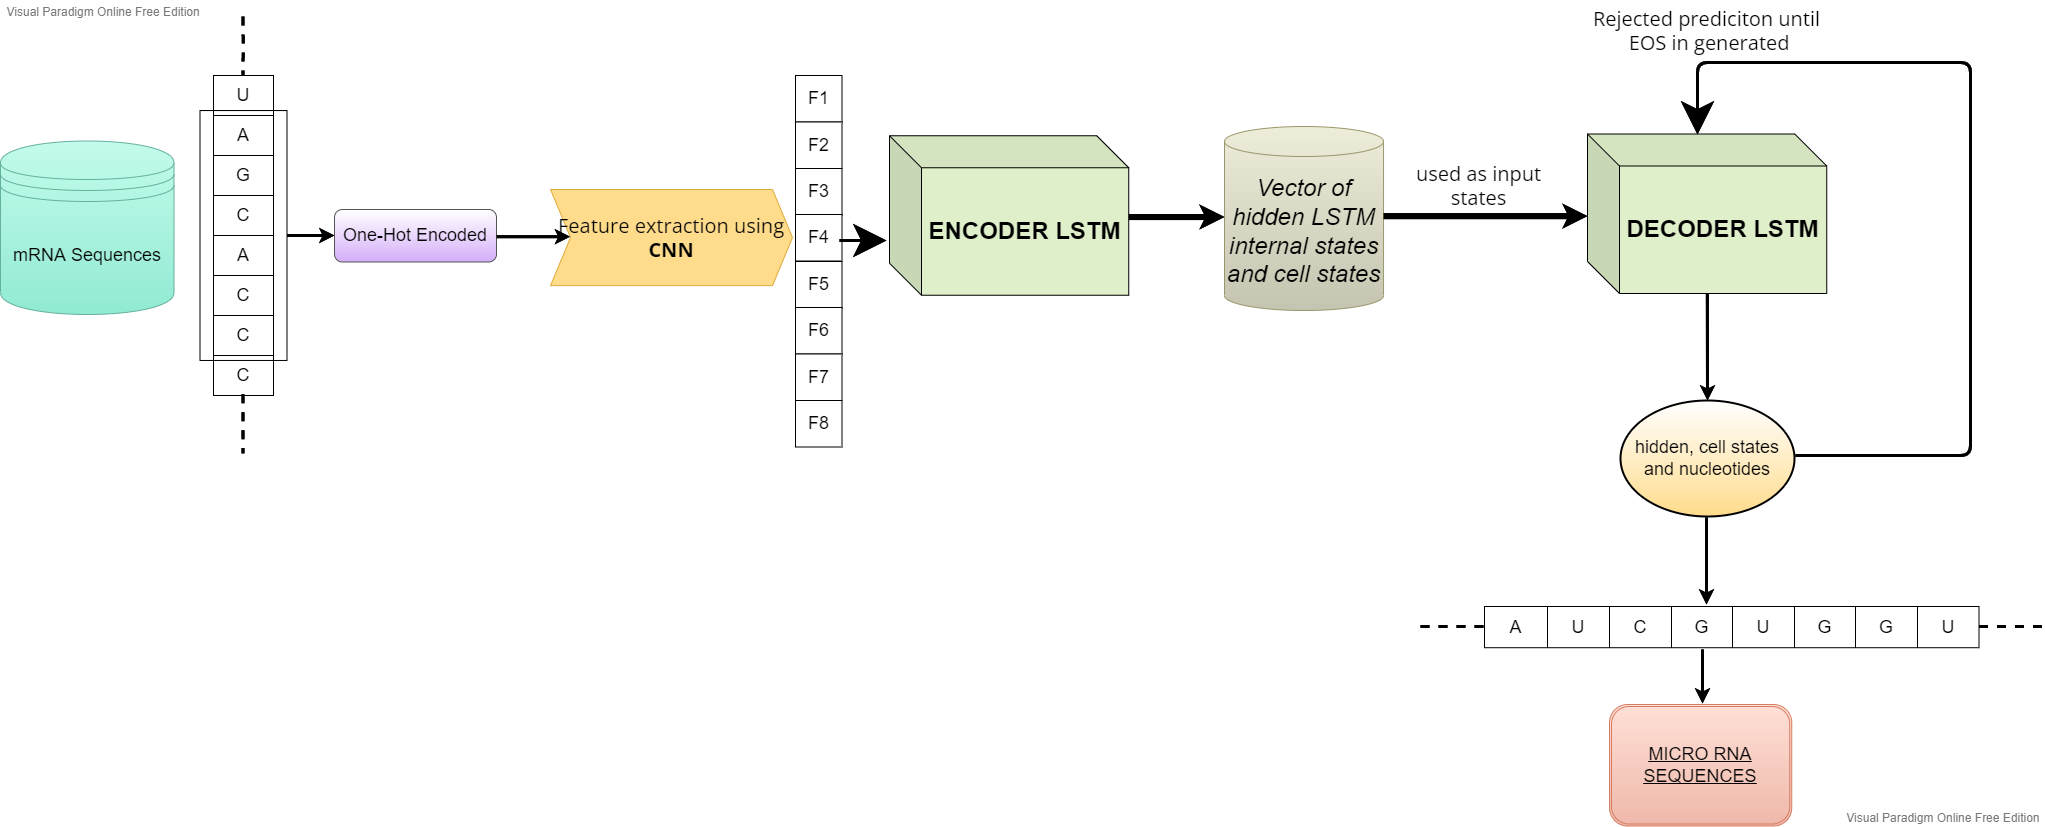 Visual Paradigm Online Free Edition
mRNA Sequences
U
A
G
C
A
C
C
C
One-Hot Encoded
Feature extraction using
CNN
F1
F2
F3
F4
F5
F6
F7
F8
ENCODER LSTM
Vector of
hidden LSTM
internal states
and cell states
used as input
states
Rejected prediciton until
EOS in generated
DECODER LSTM
hidden, cell states
and nucleotides
A U C G U G G U
MICRO RNA
SEQUENCES
Visual Paradigm Online Free Edition